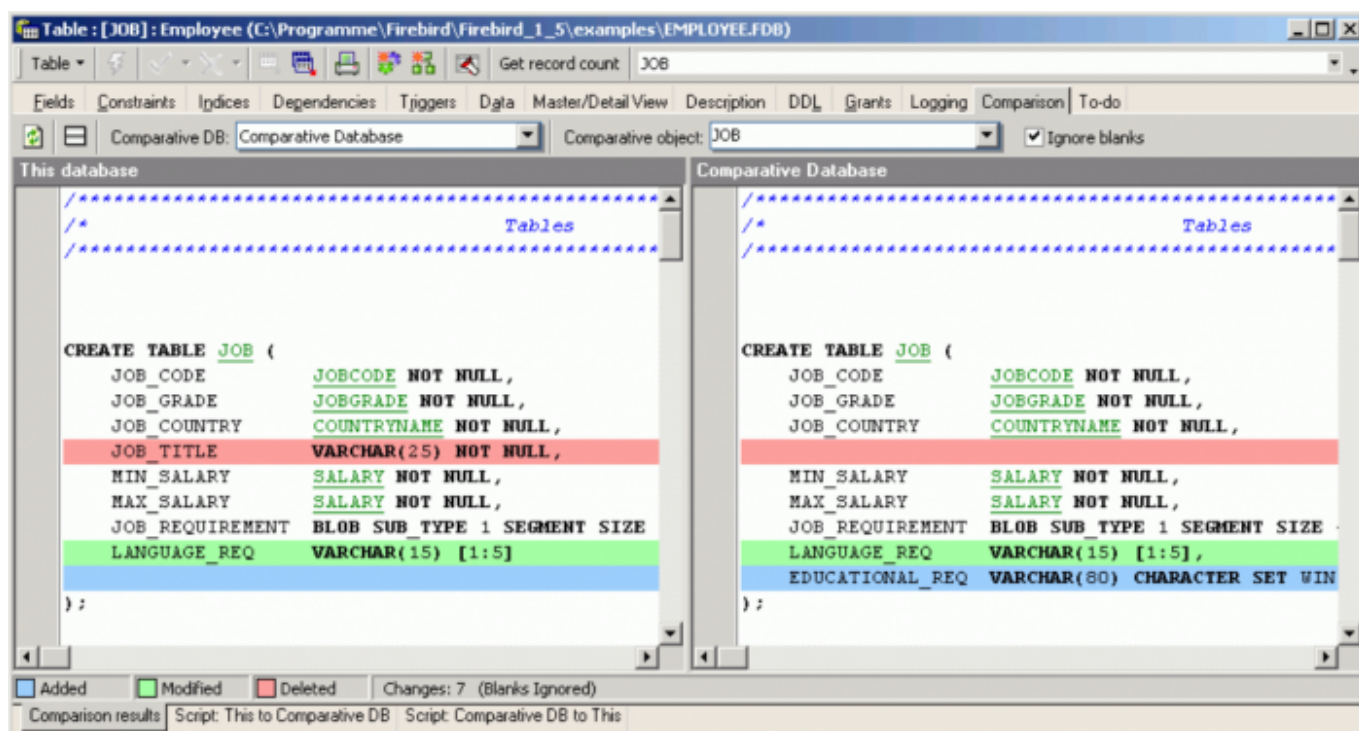 Table : [JOB] : Employee (C:\Programme\Firebird\Firebird_1_5\examples\EMPLOYEE.FDB)
Table Get record count JOB
Fields Constraints Indices Dependencies Triggers Data Master/Detail View Description DDL Grants Logging Comparison To-do
Comparative DB: Comparative Database Comparative object: JOB Ignore blanks
This database
/**************************************************
/* Tables
/**************************************************
CREATE TABLE JOB (
JOB_CODE JOBCODE NOT NULL,
JOB_GRADE JOBGRADE NOT NULL,
JOB_COUNTRY COUNTRYNAME NOT NULL,
JOB_TITLE VARCHAR(25) NOT NULL,
MIN_SALARY SALARY NOT NULL,
MAX_SALARY SALARY NOT NULL,
JOB_REQUIREMENT BLOB SUB_TYPE 1 SEGMENT SIZE
LANGUAGE_REQ VARCHAR(15) [1:5]
);
Comparative Database
/**************************************************
/* Tables
/**************************************************
CREATE TABLE JOB (
JOB_CODE JOBCODE NOT NULL,
JOB_GRADE JOBGRADE NOT NULL,
JOB_COUNTRY COUNTRYNAME NOT NULL,
MIN_SALARY SALARY NOT NULL,
MAX_SALARY SALARY NOT NULL,
JOB_REQUIREMENT BLOB SUB_TYPE 1 SEGMENT SIZE
LANGUAGE_REQ VARCHAR(15) [1:5],
EDUCATIONAL_REQ VARCHAR(80) CHARACTER SET WIN
);
Added Modified Deleted Changes: 7 (Blanks Ignored)
Comparison results Script: This to Comparative DB Script: Comparative DB to This